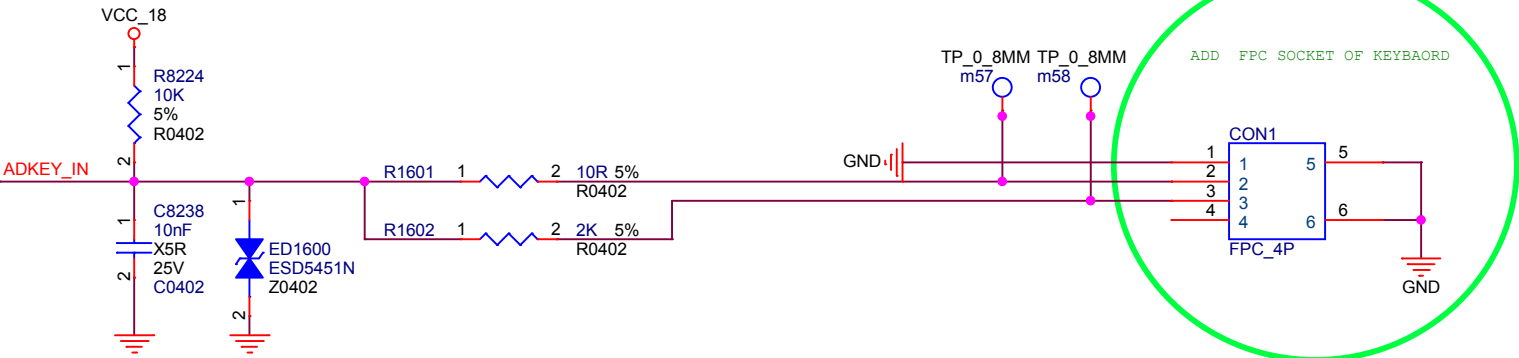 VCC_18
1
R8224
10K
5%
R0402
2
ADKEY_IN
1
C8238
10nF
X5R
25V
C0402
2
1
ED1600
ESD5451N
Z0402
2
R1601 1 2 10R 5%
R0402
R1602 1 2 2K 5%
R0402
TP_0_8MM TP_0_8MM
m57 m58
ADD FPC SOCKET OF KEYBAORD
CON1
GND 1 1 5 5
2 2
3 3
4 4 6 6
FPC_4P
GND